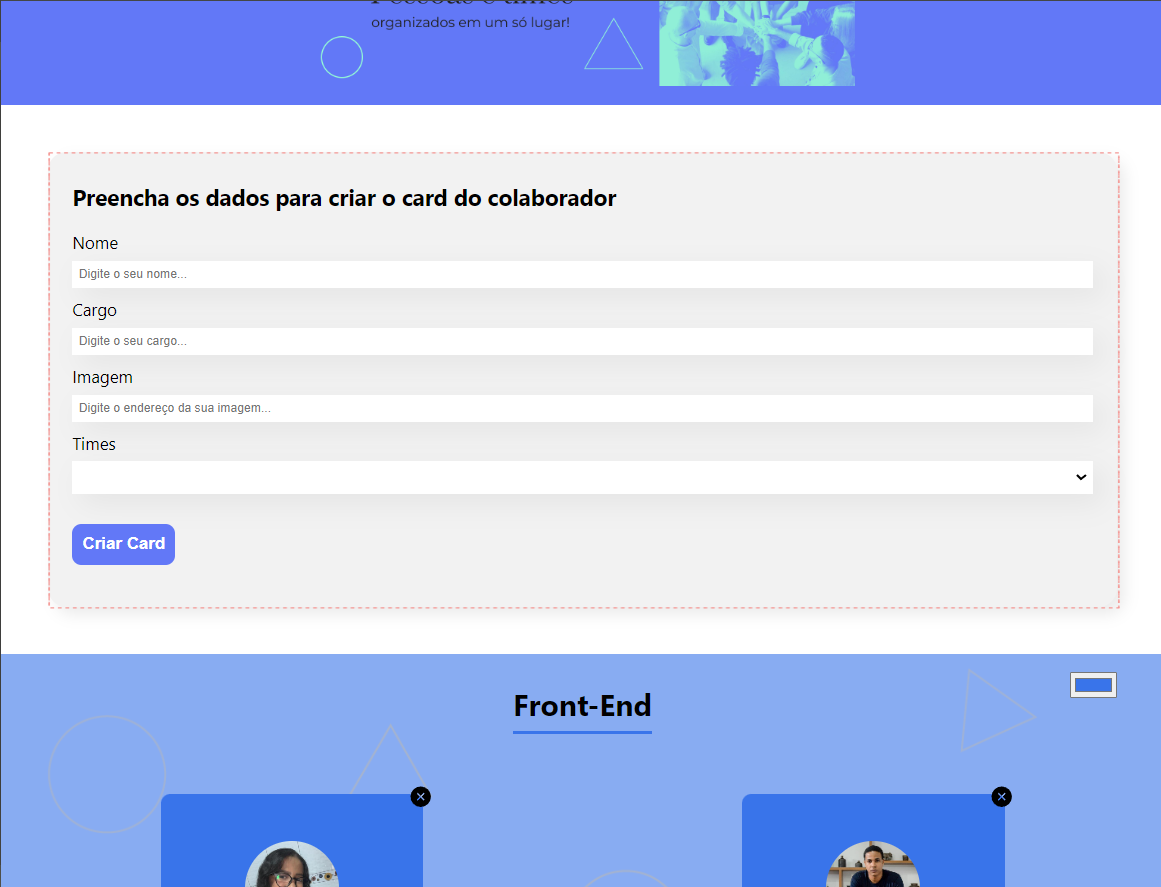 organizados em um só lugar!
Preencha os dados para criar o card do colaborador
Nome
Digite o seu nome...
Cargo
Digite o seu cargo...
Imagem
Digite o endereço da sua imagem...
Times
Criar Card
Front-End